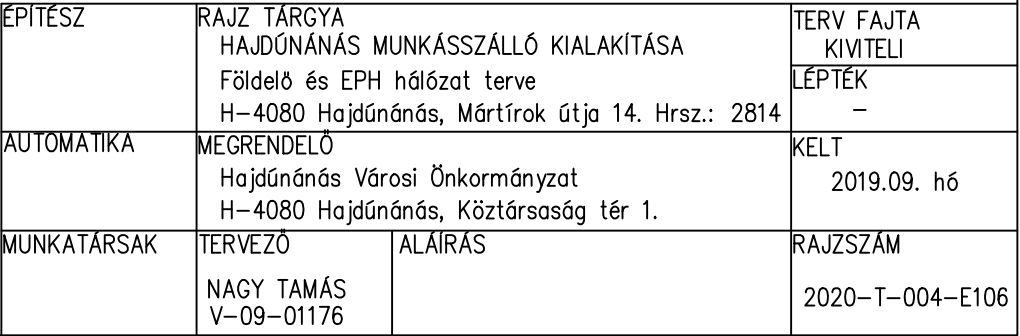 ÉPÍTÉSZ
RAJZ TÁRGYA
HAJDÚNÁNÁS MUNKÁSSZÁLLÓ KIALAKÍTÁSA
Földelő és EPH hálózat terve
H-4080 Hajdúnánás, Mártírok útja 14. Hrsz.: 2814
TERV FAJTA
KIVITELI
LÉPTÉK
-
AUTOMATIKA
MEGRENDELŐ
Hajdúnánás Városi Önkormányzat
H-4080 Hajdúnánás, Köztársaság tér 1.
KELT
2019.09. hó
MUNKATÁRSAK
TERVEZŐ
NAGY TAMÁS
V-09-01176
ALÁÍRÁS
RAJZSZÁM
2020-T-004-E106